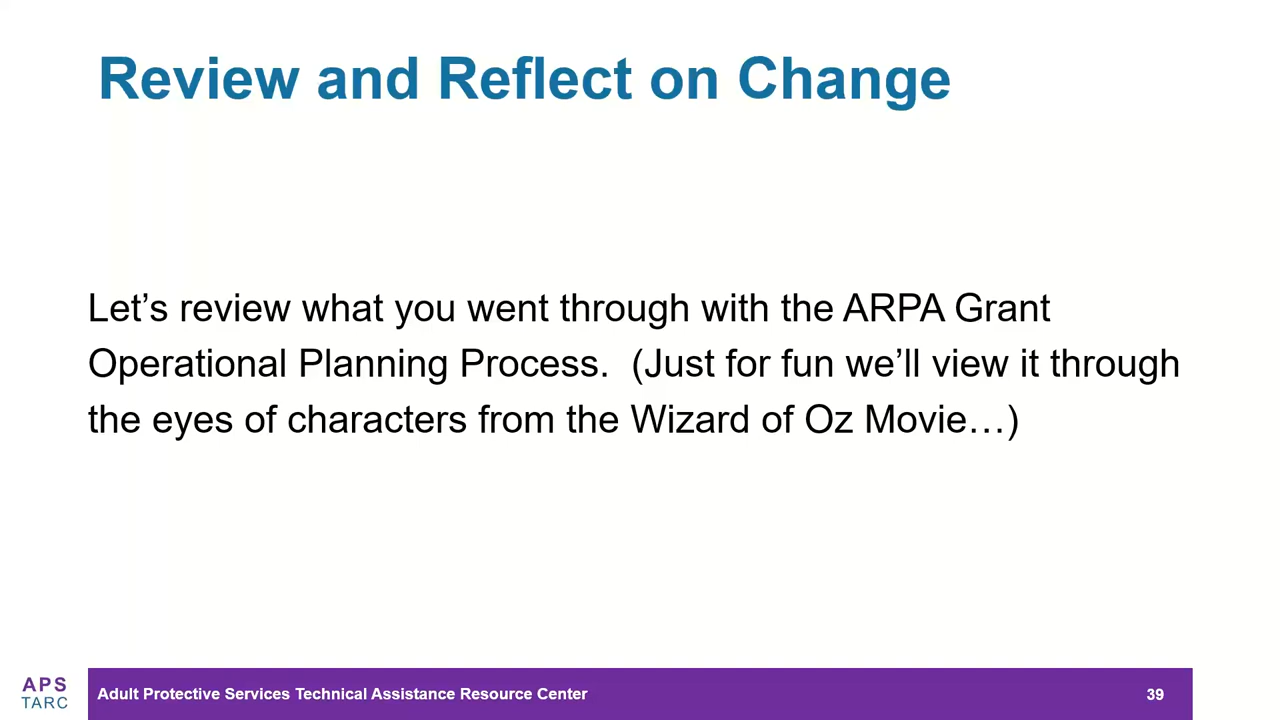 Review and Reflect on Change
Let’s review what you went through with the ARPA Grant
Operational Planning Process.  (Just for fun we’ll view it through
the eyes of characters from the Wizard of Oz Movie…)
APS
TARC
Adult Protective Services Technical Assistance Resource Center
39